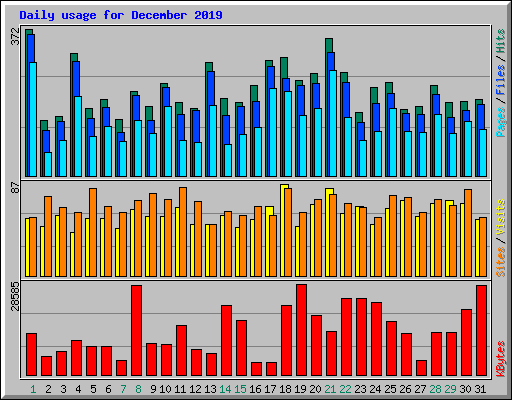 Daily usage for December 2019
372
Pages / Files / Hits
87
Sites / Visits
28585
KBytes
1 2 3 4 5 6 7 8 9 10 11 12 13 14 15 16 17 18 19 20 21 22 23 24 25 26 27 28 29 30 31